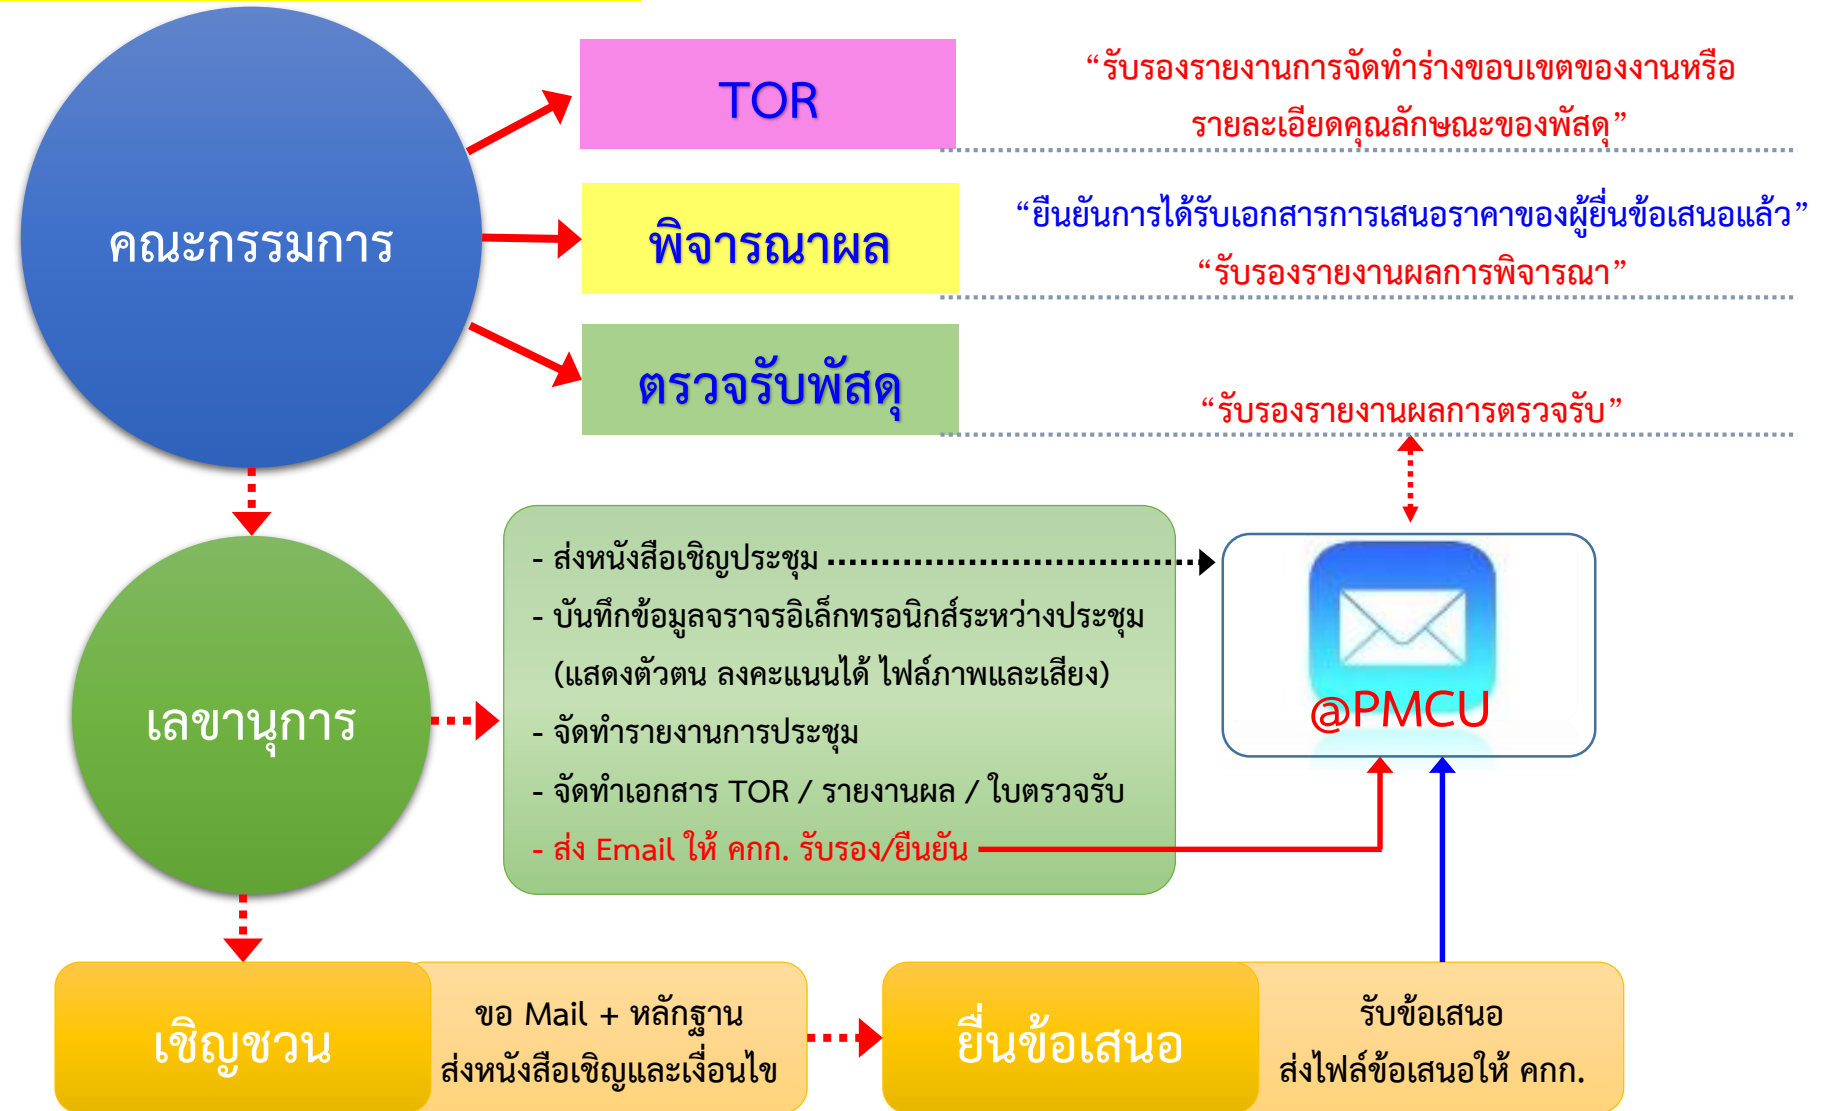 คณะกรรมการ
TOR
“รับรองรายงานการจัดทำร่างขอบเขตของงานหรือ
รายละเอียดคุณลักษณะของพัสดุ”
พิจารณาผล
“ยืนยันการได้รับเอกสารการเสนอราคาของผู้ยื่นข้อเสนอแล้ว”
“รับรองรายงานผลการพิจารณา”
ตรวจรับพัสดุ
“รับรองรายงานผลการตรวจรับ”
เลขานุการ
- ส่งหนังสือเชิญประชุม
- บันทึกข้อมูลจราจรอิเล็กทรอนิกส์ระหว่างประชุม
(แสดงตัวตน ลงคะแนนได้ ไฟล์ภาพและเสียง)
- จัดทำรายงานการประชุม
- จัดทำเอกสาร TOR / รายงานผล / ใบตรวจรับ
- ส่ง Email ให้ คกก. รับรอง/ยืนยัน
@PMCU
เชิญชวน
ขอ Mail + หลักฐาน
ส่งหนังสือเชิญและเงื่อนไข
ยื่นข้อเสนอ
รับข้อเสนอ
ส่งไฟล์ข้อเสนอให้ คกก.